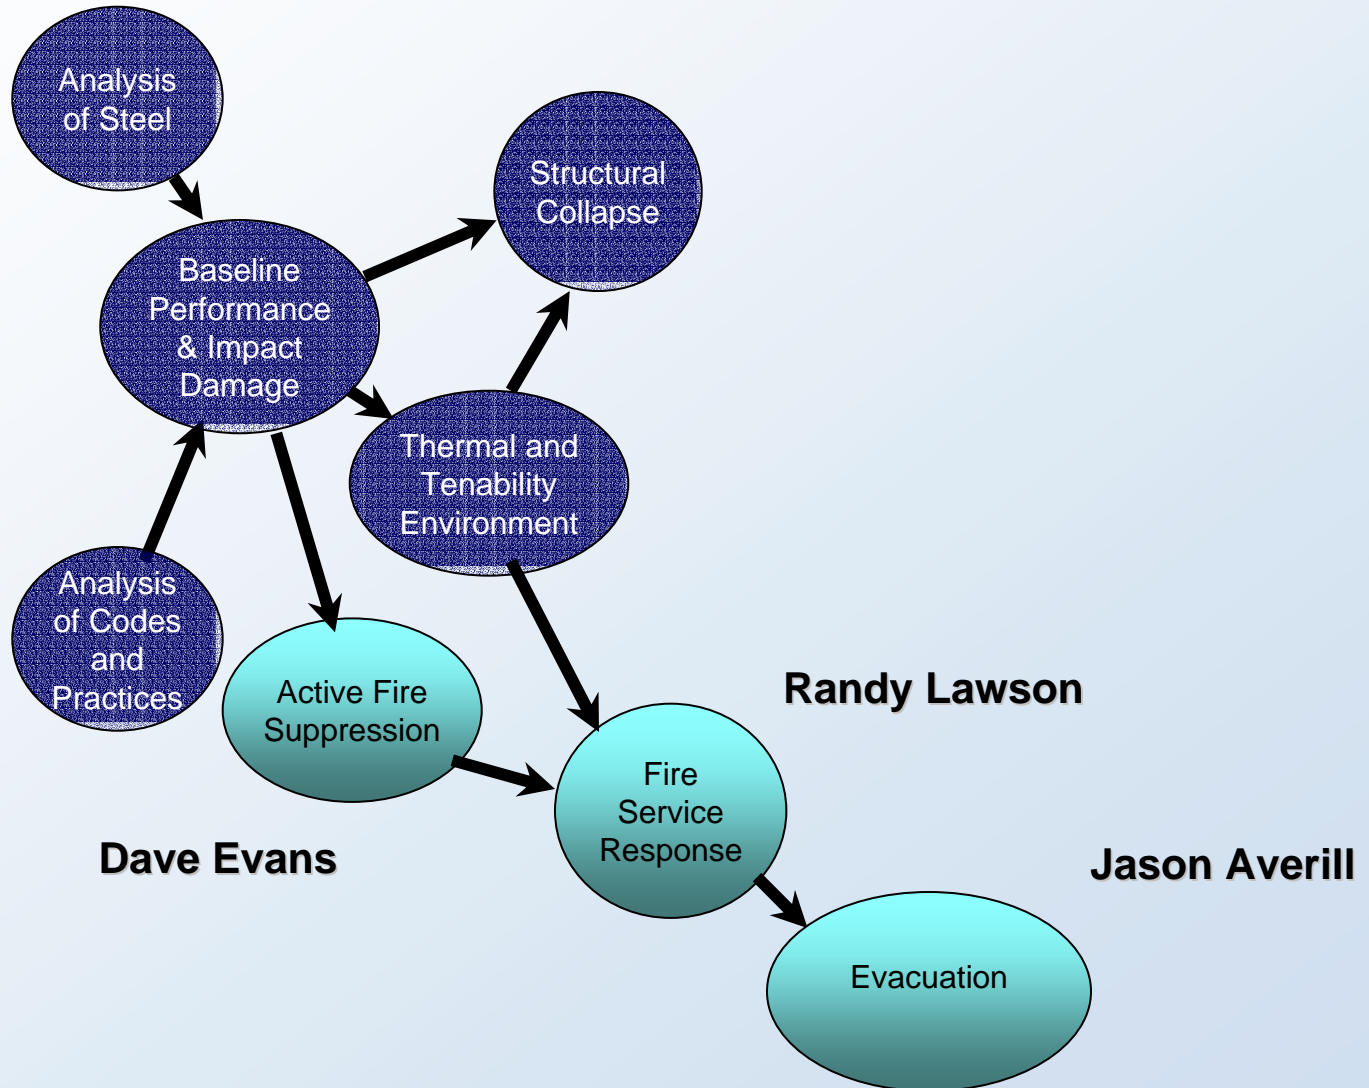 Analysis
of Steel
Structural
Collapse
Baseline
Performance
& Impact
Damage
Thermal and
Tenability
Environment
Analysis
of Codes
and
Practices
Active Fire
Suppression
Randy Lawson
Fire
Service
Response
Dave Evans
Jason Averill
Evacuation